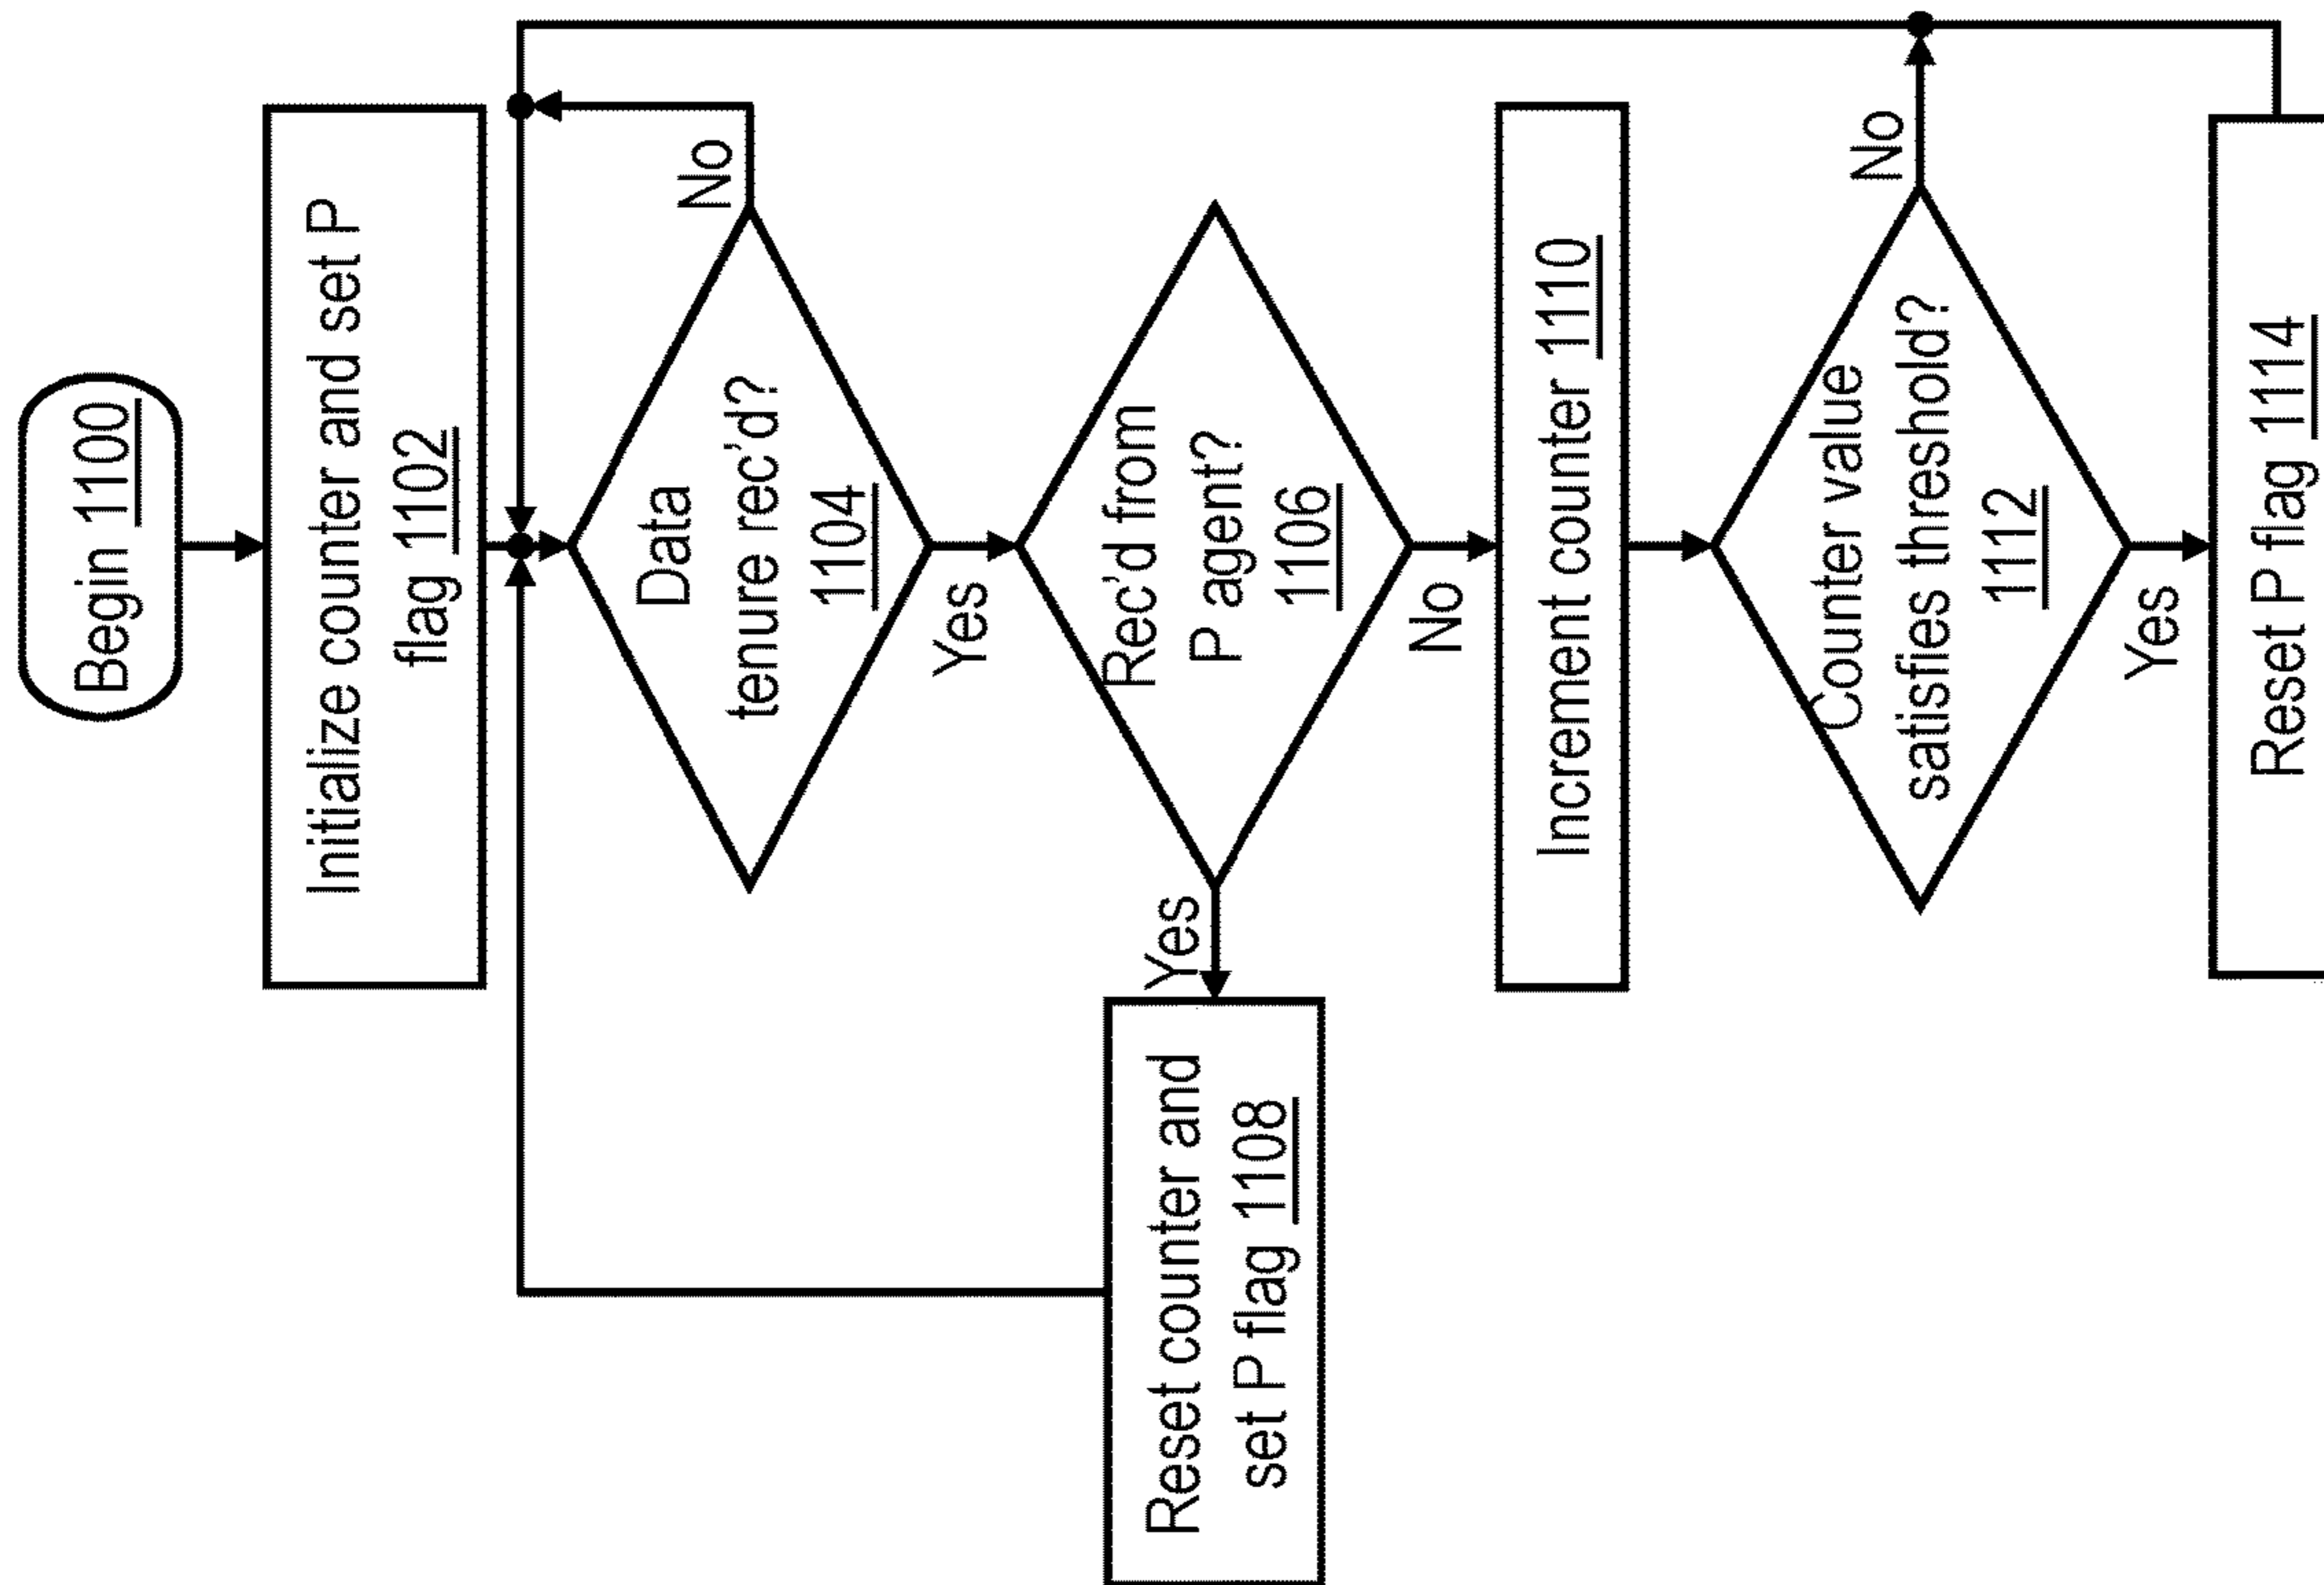 Begin 1100
Initialize counter and set P
flag 1102
Data
tenure rec'd?
1104
No
Yes
Rec'd from
P agent?
1106
Yes
Reset counter and
set P flag 1108
No
Increment counter 1110
Counter value
satisfies threshold?
1112
No
Yes
Reset P flag 1114